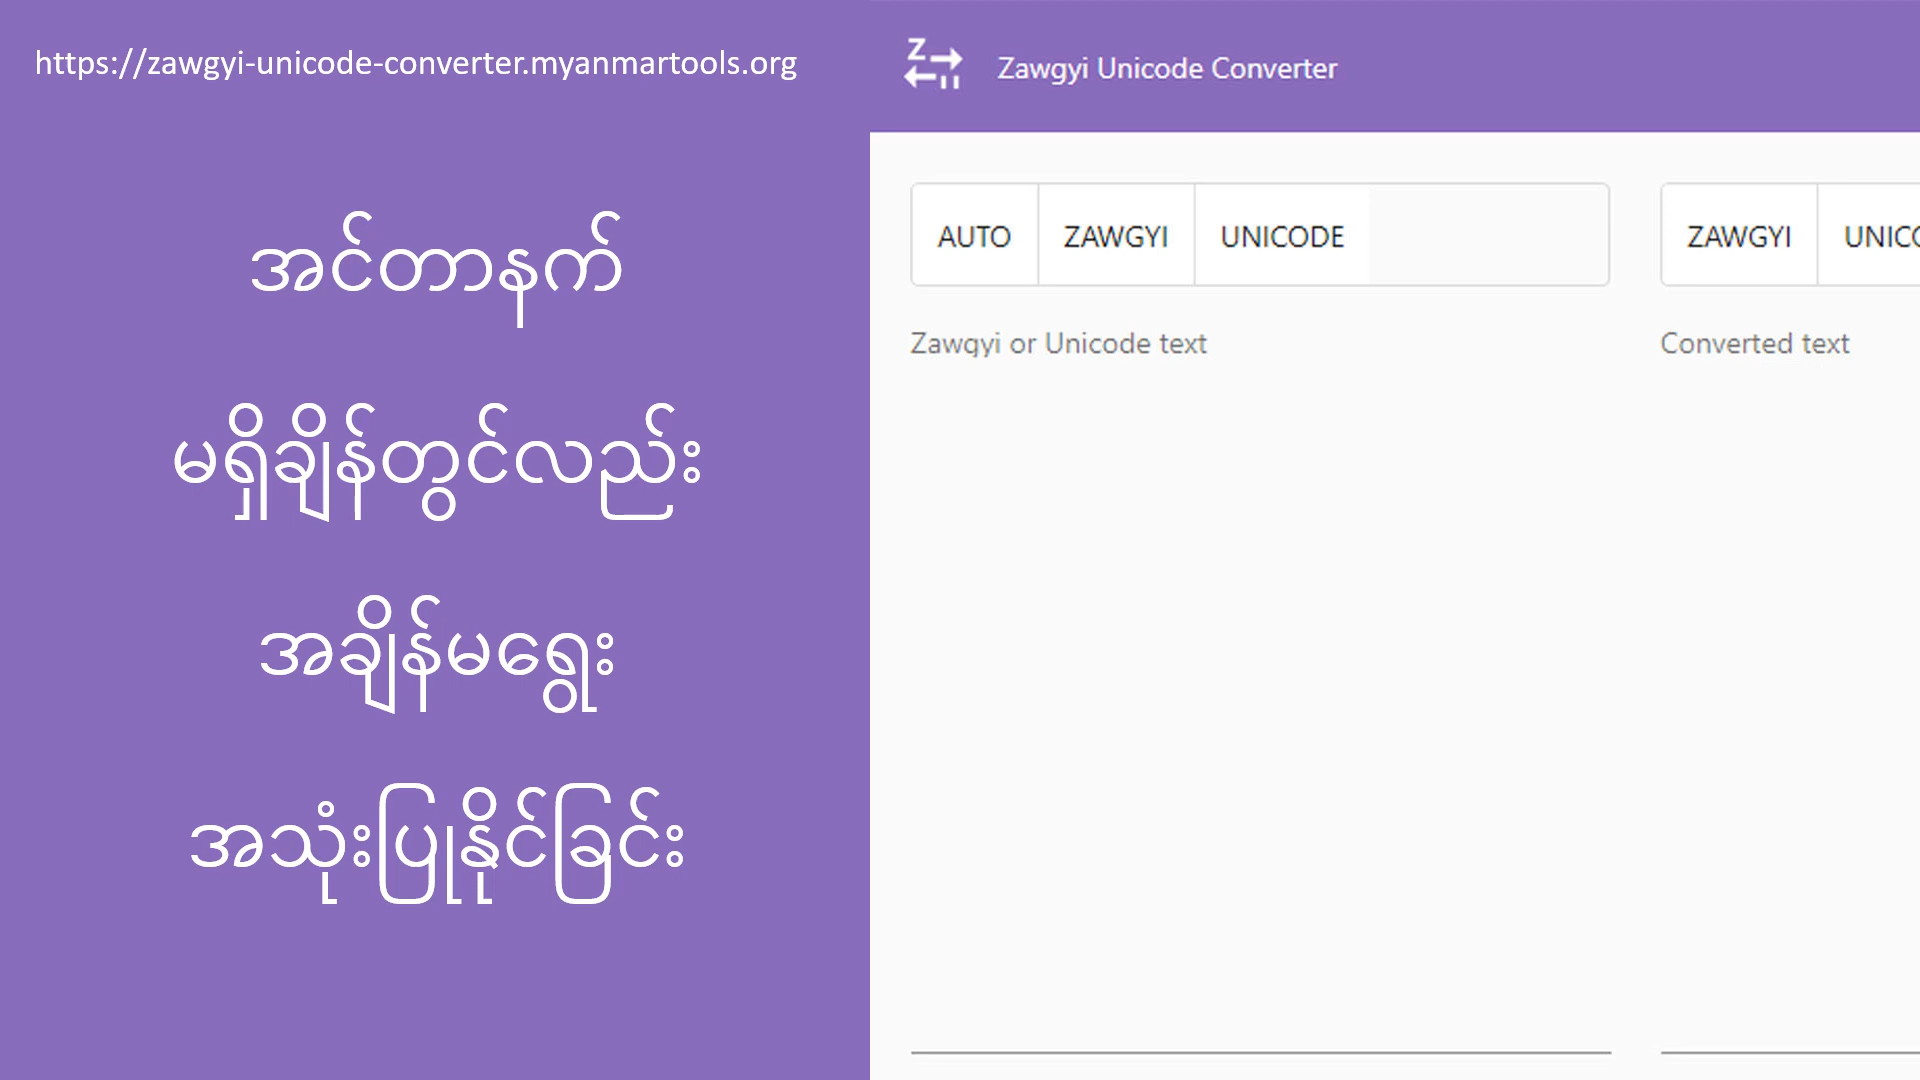 https://zawgyi-unicode-converter.myanmartools.org
အင်တာနက်
မရှိချိန်တွင်လည်း
အချိန်မရွေး
အသုံးပြုနိုင်ခြင်း
Zawgyi Unicode Converter
AUTO ZAWGYI UNICODE
ZAWGYI UNICO
Zawgyi or Unicode text
Converted text